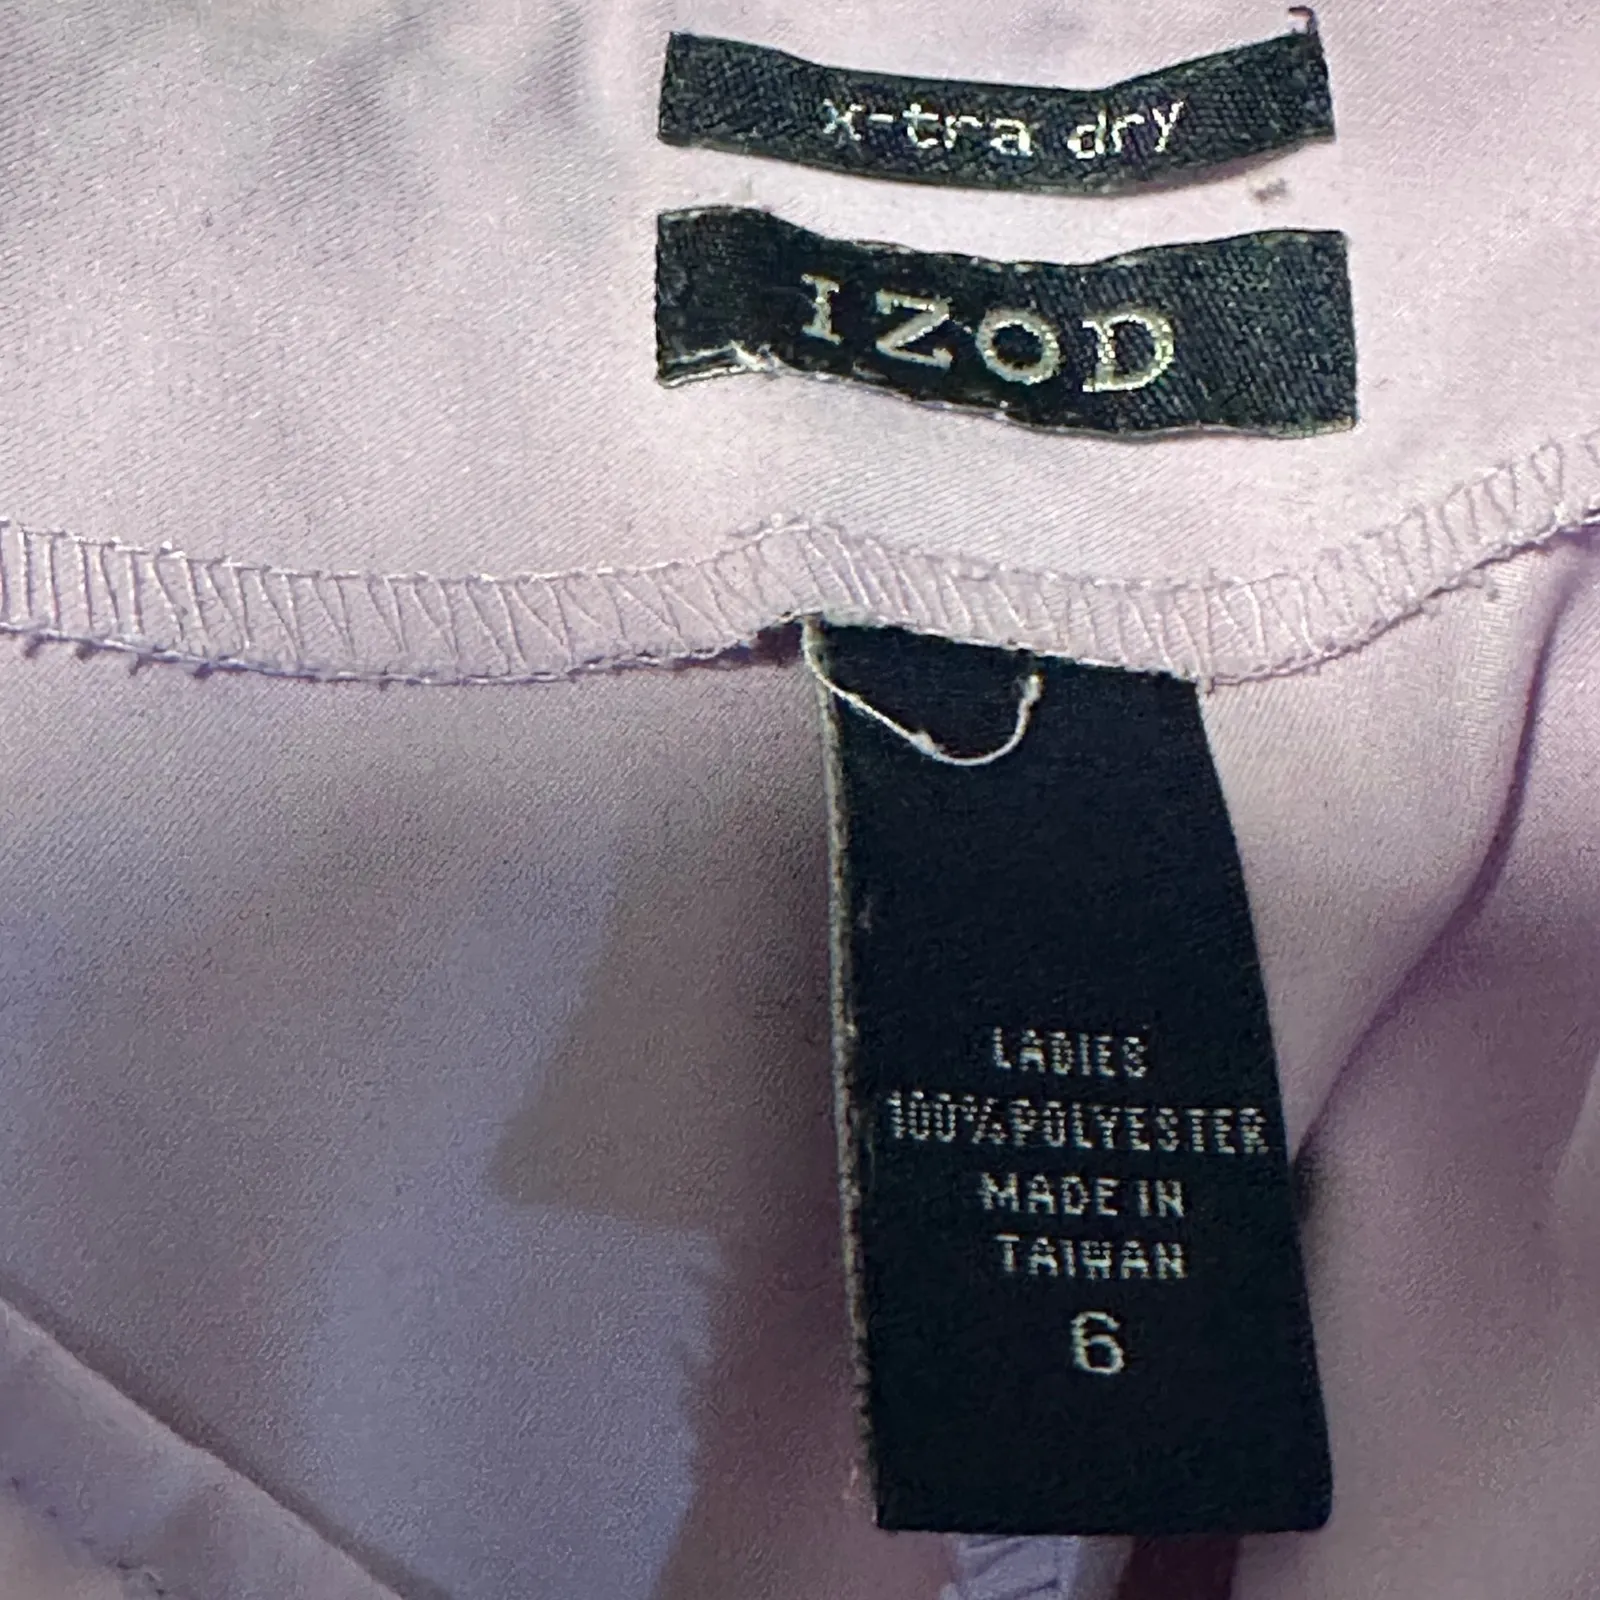 x-tra dry
IZOD
LADIES
100%POLYESTER
MADE IN
TAIWAN
6